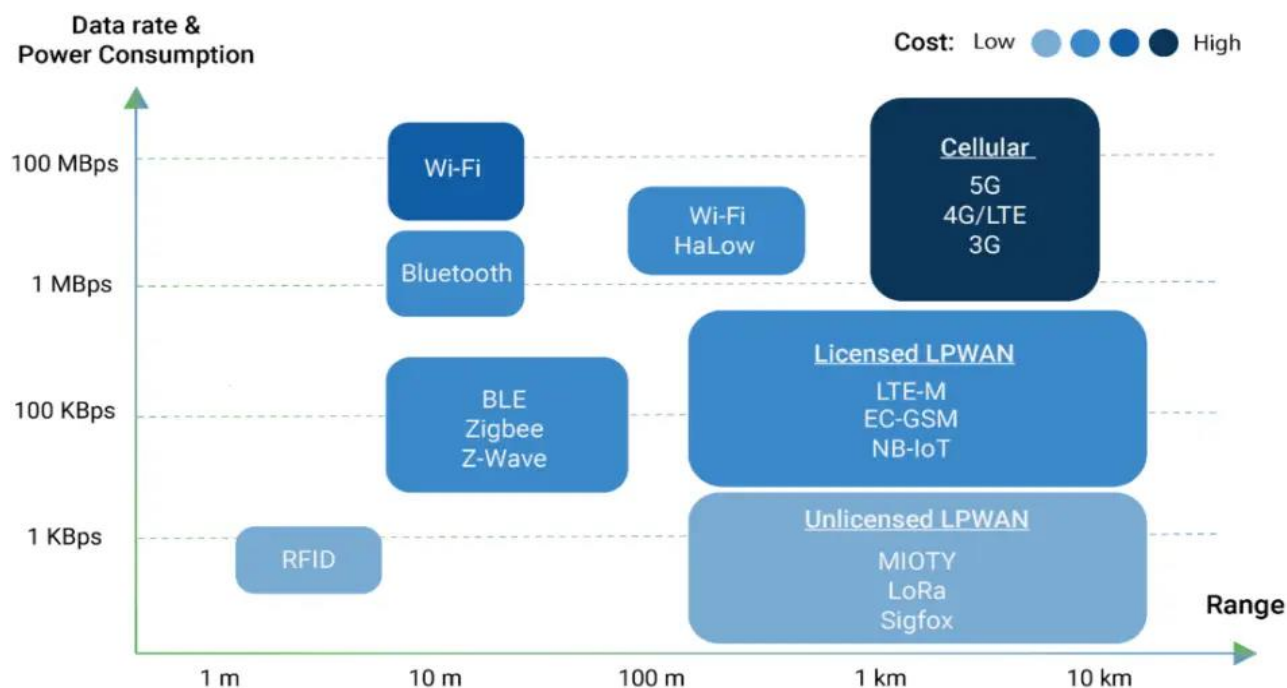 Data rate &
Power Consumption
Cost: Low High
100 MBps
Wi-Fi
Cellular
5G
4G/LTE
3G
Wi-Fi
HaLow
Bluetooth
1 MBps
Licensed LPWAN
LTE-M
EC-GSM
NB-IoT
BLE
Zigbee
Z-Wave
100 KBps
Unlicensed LPWAN
MIOTY
LoRa
Sigfox
1 KBps
RFID
Range
1 m 10 m 100 m 1 km 10 km